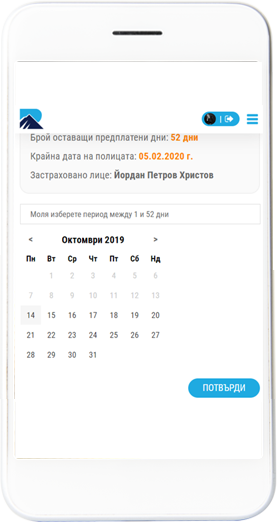 Брой оставащи предплатени дни: 52 дни
Крайна дата на полицата: 05.02.2020 г.
Застраховано лице: Йордан Петров Христов
Моля изберете период между 1 и 52 дни
< Октомври 2019 >
Пн Вт Ср Чт Пт Сб Нд
1 2 3 4 5 6
7 8 9 10 11 12 13
14 15 16 17 18 19 20
21 22 23 24 25 26 27
28 29 30 31
ПОТВЪРДИ